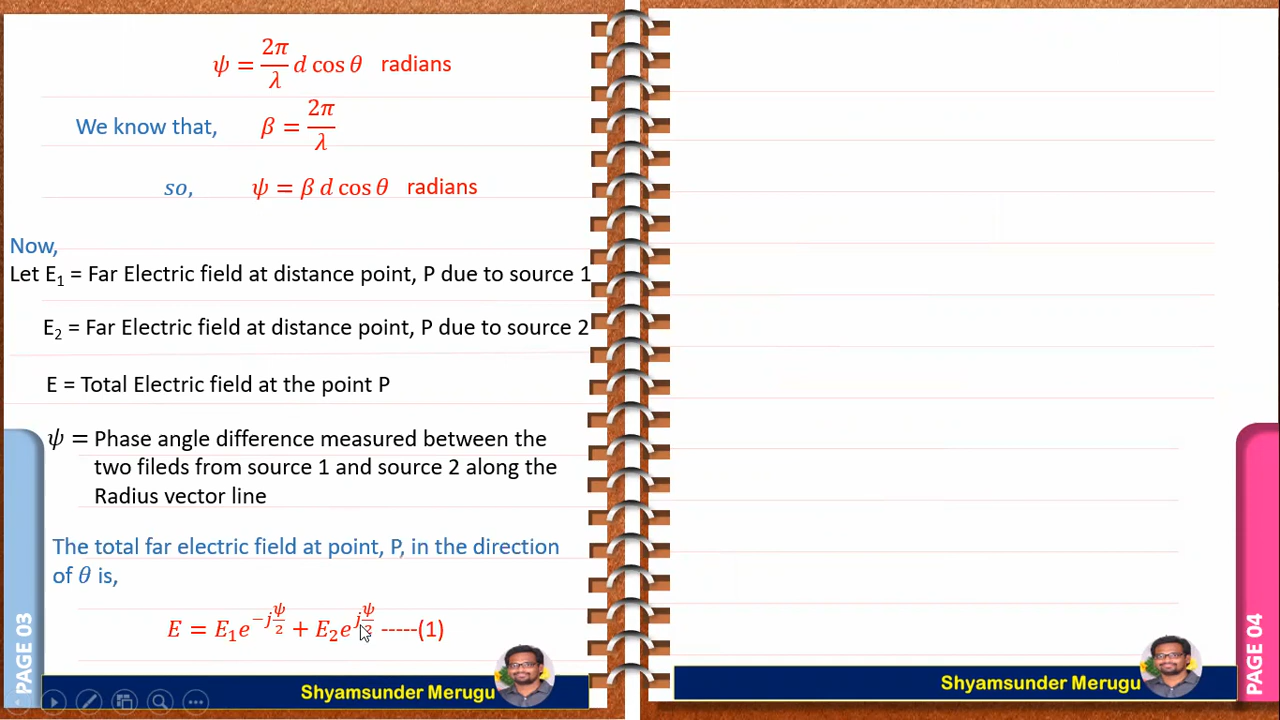 ψ = 2π/λ d cos θ radians
We know that, β = 2π/λ
so, ψ = β d cos θ radians
Now,
Let E₁ = Far Electric field at distance point, P due to source 1
E₂ = Far Electric field at distance point, P due to source 2
E = Total Electric field at the point P
ψ = Phase angle difference measured between the
two fileds from source 1 and source 2 along the
Radius vector line
The total far electric field at point, P, in the direction
of θ is,
E = E₁e^(-jψ/2) + E₂e^(jψ/2) -----(1)
PAGE 03
Shyamsunder Merugu
PAGE 04
Shyamsunder Merugu